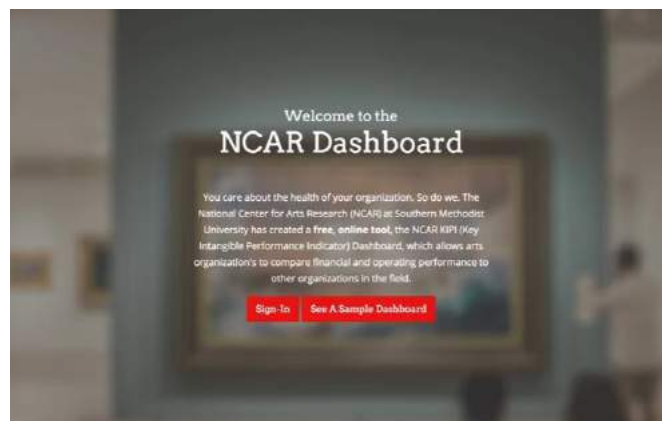 Welcome to the
NCAR Dashboard
You care about the health of your organization. So do we. The
National Center for Arts Research (NCAR) at Southern Methodist
University has created a free, online tool, the NCAR KIPI (Key
Intangible Performance Indicator) Dashboard, which allows arts
organization's to compare financial and operating performance to
other organizations in the field.
Sign-In See A Sample Dashboard